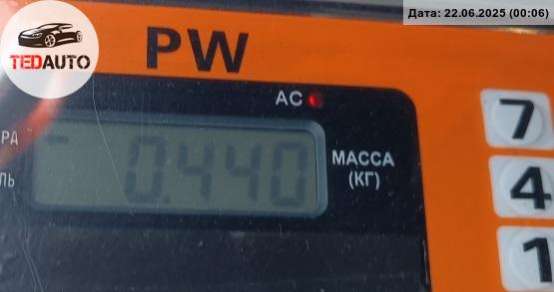 Дата: 22.06.2025 (00:06)
TEDAUTO
PW
AC
0.440
МАССА
(КГ)
7
4
1